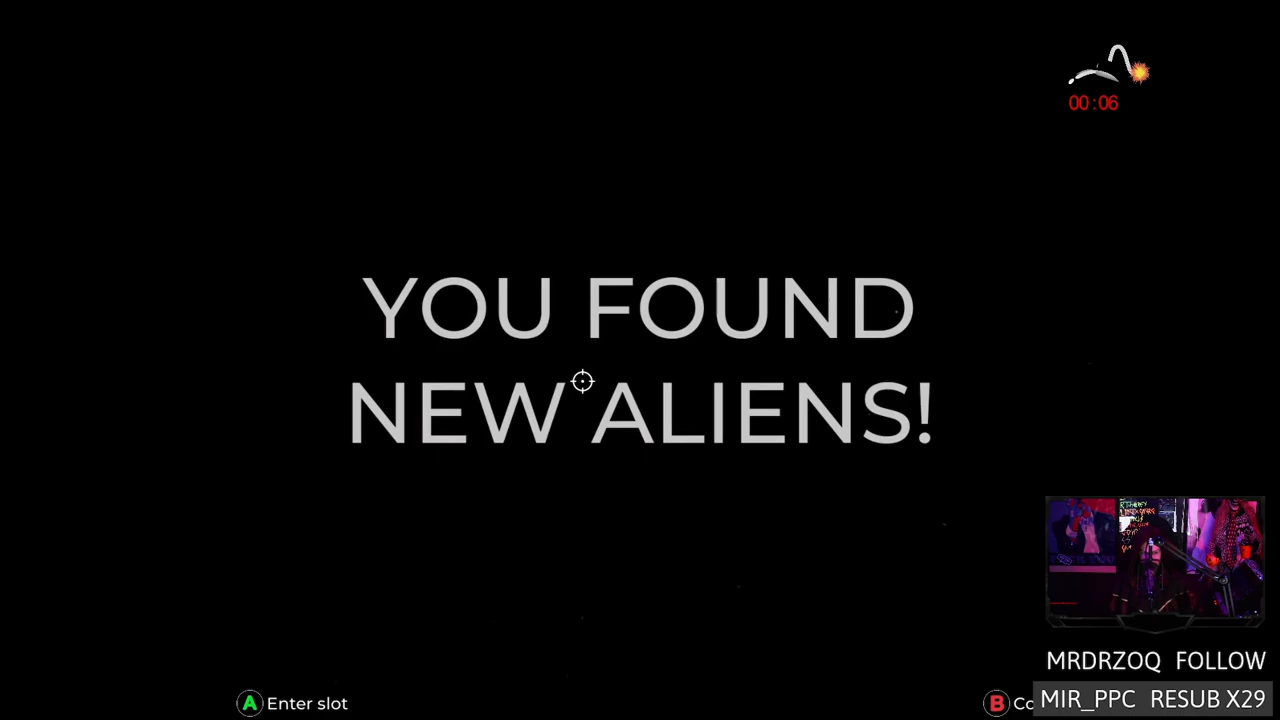 00:06
YOU FOUND
NEW ALIENS!
MRDRZOQ FOLLOW
A Enter slot
B
MIR_PPC RESUB X29